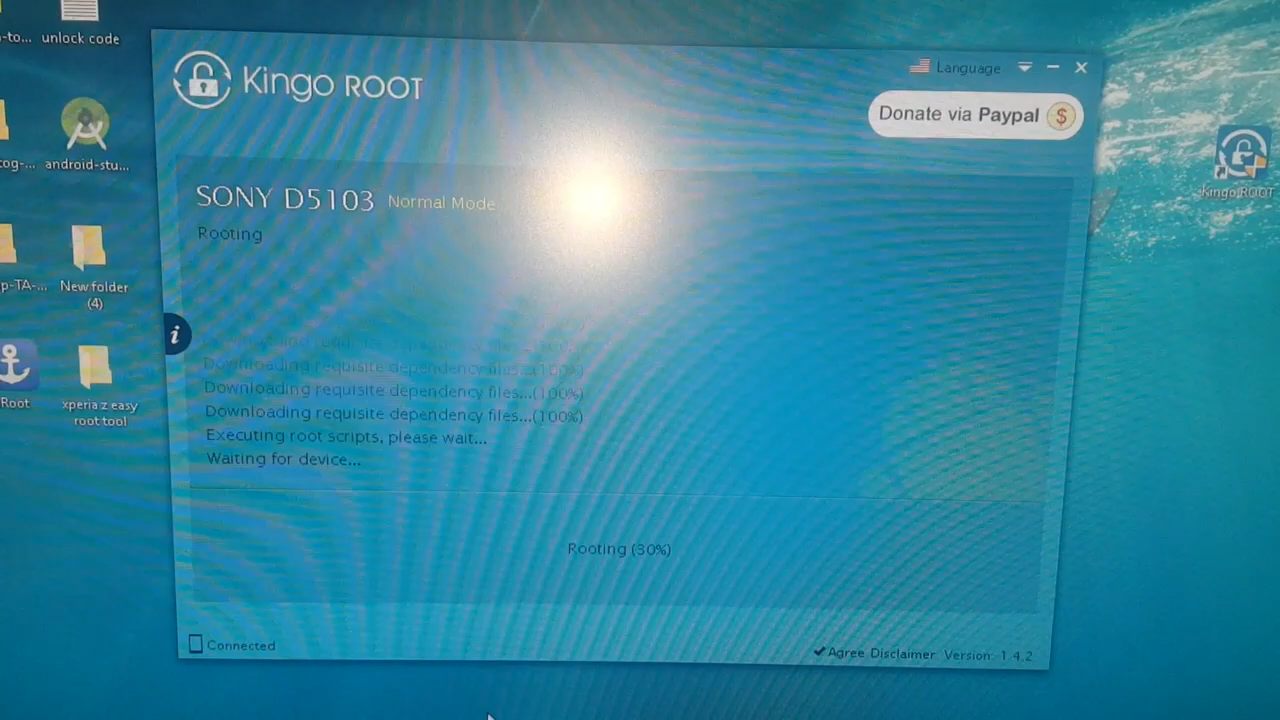 -to...
unlock code
Kingo ROOT
Language
Donate via Paypal $
og-...
android-stu...
Kingo ROOT
SONY D5103 Normal Mode
Rooting
p-TA-...
New folder
(4)
i
Downloading requisite dependency files...(100%)
Downloading requisite dependency files...(100%)
Downloading requisite dependency files...(100%)
Executing root scripts, please wait...
Waiting for device...
Root
xperia z easy
root tool
Rooting (30%)
Connected
Agree Disclaimer Version: 1.4.2